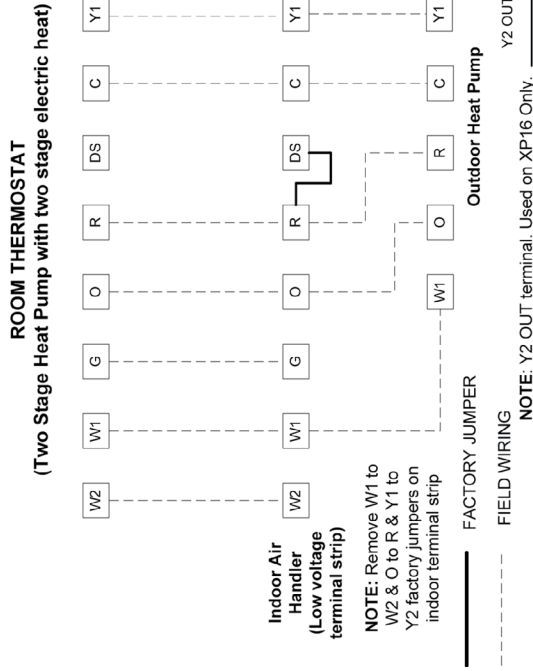 ROOM THERMOSTAT
(Two Stage Heat Pump with two stage electric heat)
W2 W1 G O R DS C Y1
W2 W1 G O R DS C Y1
Indoor Air
Handler
(Low voltage
terminal strip)
NOTE: Remove W1 to
W2 & O to R & Y1 to
Y2 factory jumpers on
indoor terminal strip
W1 O R C Y1
Outdoor Heat Pump
Y2 OUT
FACTORY JUMPER
FIELD WIRING
NOTE: Y2 OUT terminal. Used on XP16 Only.